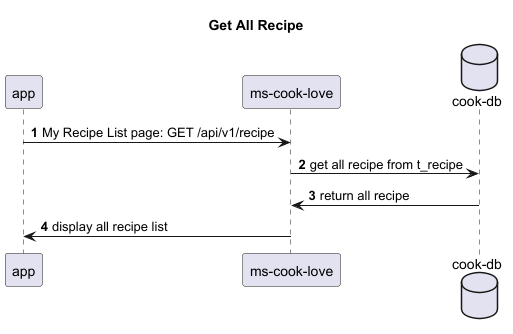 Get All Recipe
app
ms-cook-love
cook-db
1 My Recipe List page: GET /api/v1/recipe
2 get all recipe from t_recipe
3 return all recipe
4 display all recipe list
app
ms-cook-love
cook-db